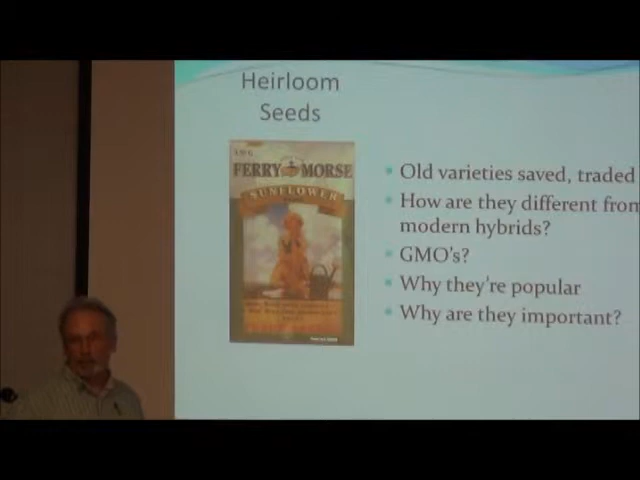 Heirloom
Seeds
FERRY MORSE
SUNFLOWER
Old varieties saved, traded
How are they different from
modern hybrids?
GMO's?
Why they're popular
Why are they important?